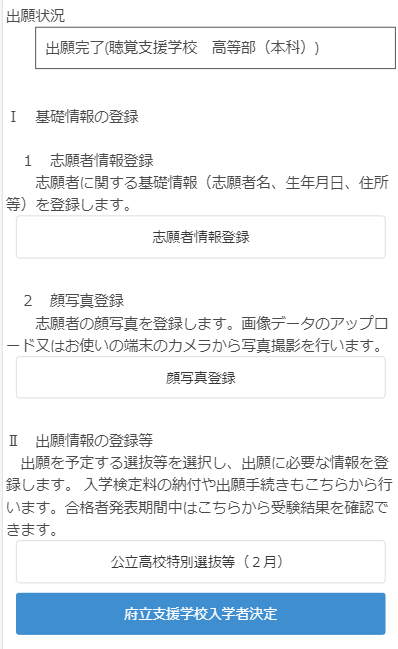 出願状況
出願完了(聴覚支援学校　高等部（本科）)
Ⅰ　基礎情報の登録
１　志願者情報登録
志願者に関する基礎情報（志願者名、生年月日、住所
等）を登録します。
志願者情報登録
２　顔写真登録
志願者の顔写真を登録します。画像データのアップロ
ード又はお使いの端末のカメラから写真撮影を行います。
顔写真登録
Ⅱ　出願情報の登録等
出願を予定する選抜等を選択し、出願に必要な情報を登
録します。 入学検定料の納付や出願手続きもこちらから行
います。合格者発表期間中はこちらから受験結果を確認で
きます。
公立高校特別選抜等（２月）
府立支援学校入学者決定